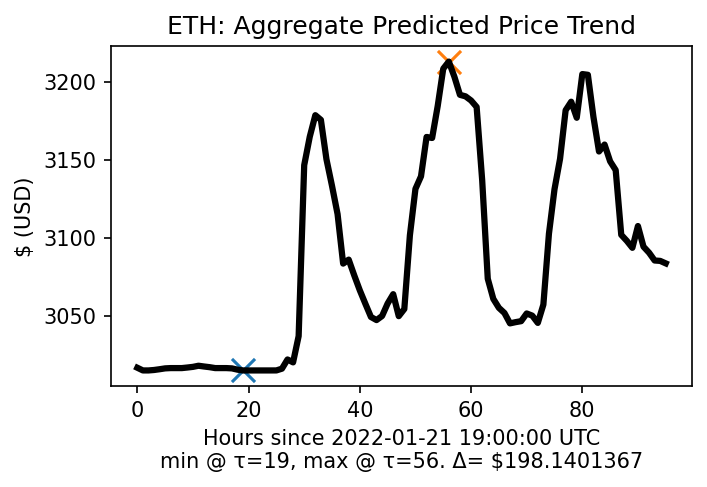 ETH: Aggregate Predicted Price Trend
3200
3150
3100
3050
$ (USD)
0 20 40 60 80
Hours since 2022-01-21 19:00:00 UTC
min @ τ=19, max @ τ=56. Δ= $198.1401367